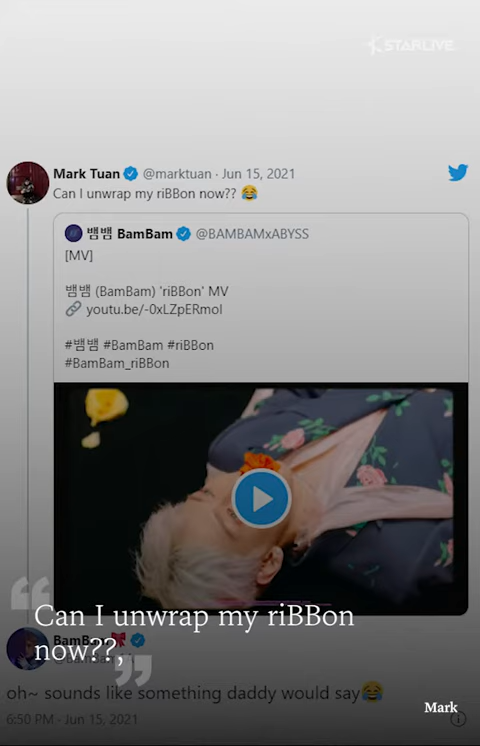 STARLIVE
Mark Tuan @marktuan · Jun 15, 2021
Can I unwrap my riBBon now?? 😂
뱀뱀 BamBam @BAMBAMxABYSS
[MV]
뱀뱀 (BamBam) 'riBBon' MV
🔗 youtu.be/-0xLZpERmoI
#뱀뱀 #BamBam #riBBon
#BamBam_riBBon
“
Can I unwrap my riBBon
now??,
”
BamBam🎀
oh~ sounds like something daddy would say😂
Mark
6:50 PM · Jun 15, 2021